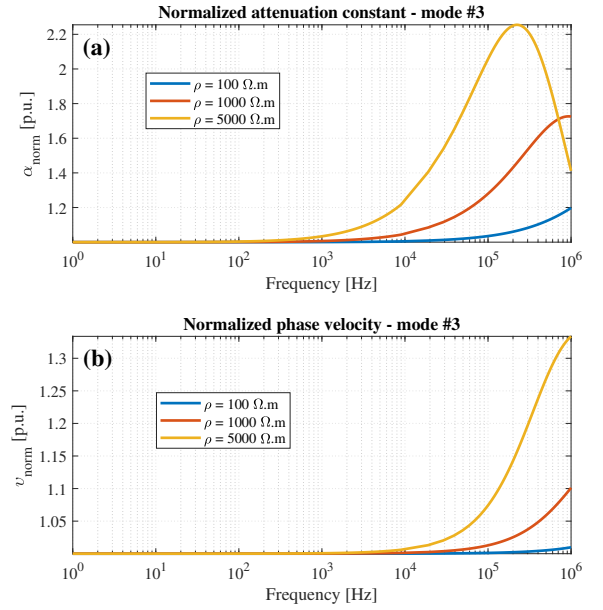 Normalized attenuation constant - mode #3
(a)
α_norm [p.u.]
2.2
2
1.8
1.6
1.4
1.2
ρ = 100 Ω.m
ρ = 1000 Ω.m
ρ = 5000 Ω.m
10^0 10^1 10^2 10^3 10^4 10^5 10^6
Frequency [Hz]
Normalized phase velocity - mode #3
(b)
v_norm [p.u.]
1.3
1.25
1.2
1.15
1.1
1.05
ρ = 100 Ω.m
ρ = 1000 Ω.m
ρ = 5000 Ω.m
10^0 10^1 10^2 10^3 10^4 10^5 10^6
Frequency [Hz]